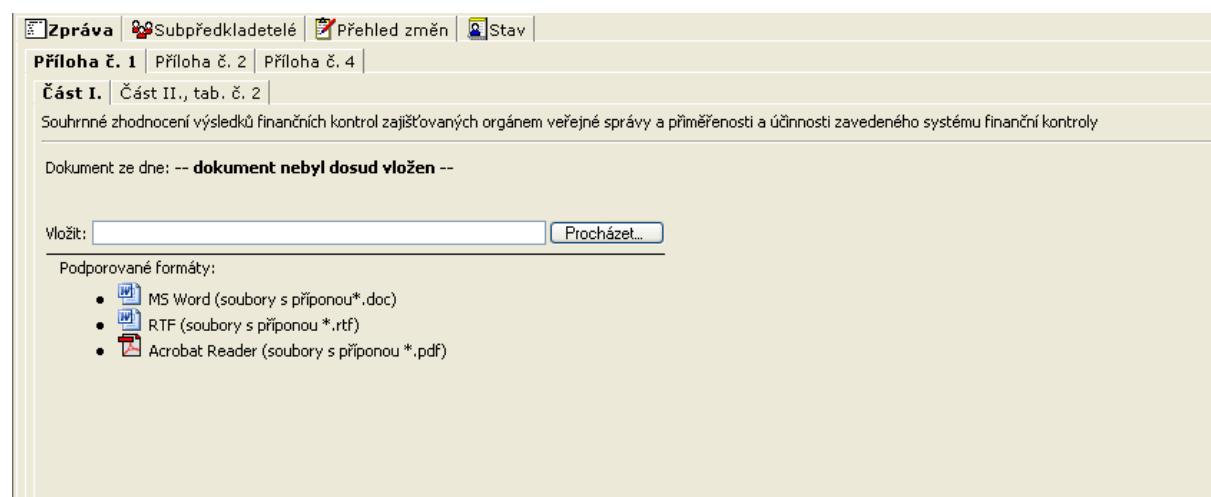 Zpráva Subpředkladetelé Přehled změn Stav
Příloha č. 1 Příloha č. 2 Příloha č. 4
Část I. Část II., tab. č. 2
Souhrnné zhodnocení výsledků finančních kontrol zajišťovaných orgánem veřejné správy a přiměřenosti a účinnosti zavedeného systému finanční kontroly
Dokument ze dne: -- dokument nebyl dosud vložen --
Vložit: Procházet...
Podporované formáty:
MS Word (soubory s příponou*.doc)
RTF (soubory s příponou *.rtf)
Acrobat Reader (soubory s příponou *.pdf)